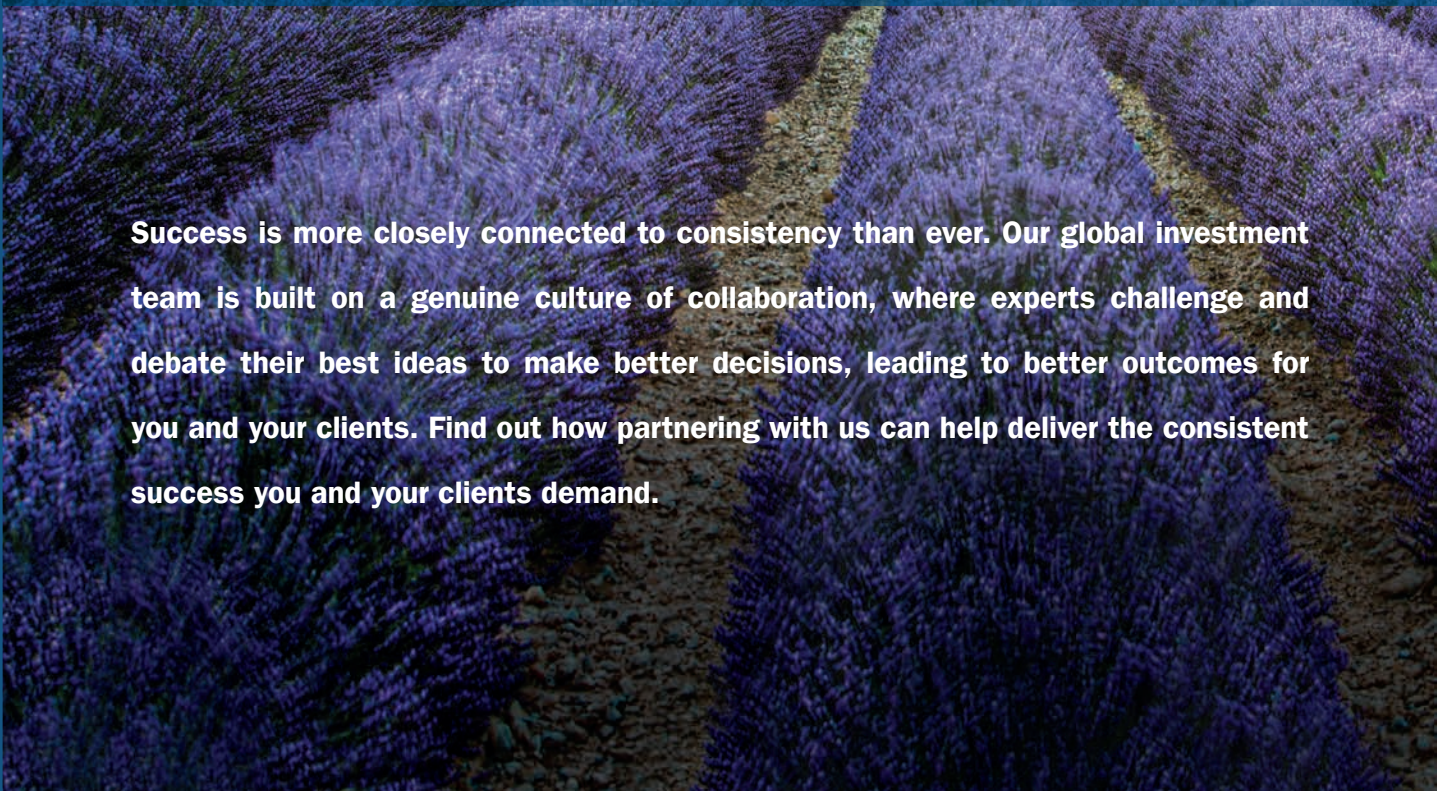 Success is more closely connected to consistency than ever. Our global investment
team is built on a genuine culture of collaboration, where experts challenge and
debate their best ideas to make better decisions, leading to better outcomes for
you and your clients. Find out how partnering with us can help deliver the consistent
success you and your clients demand.